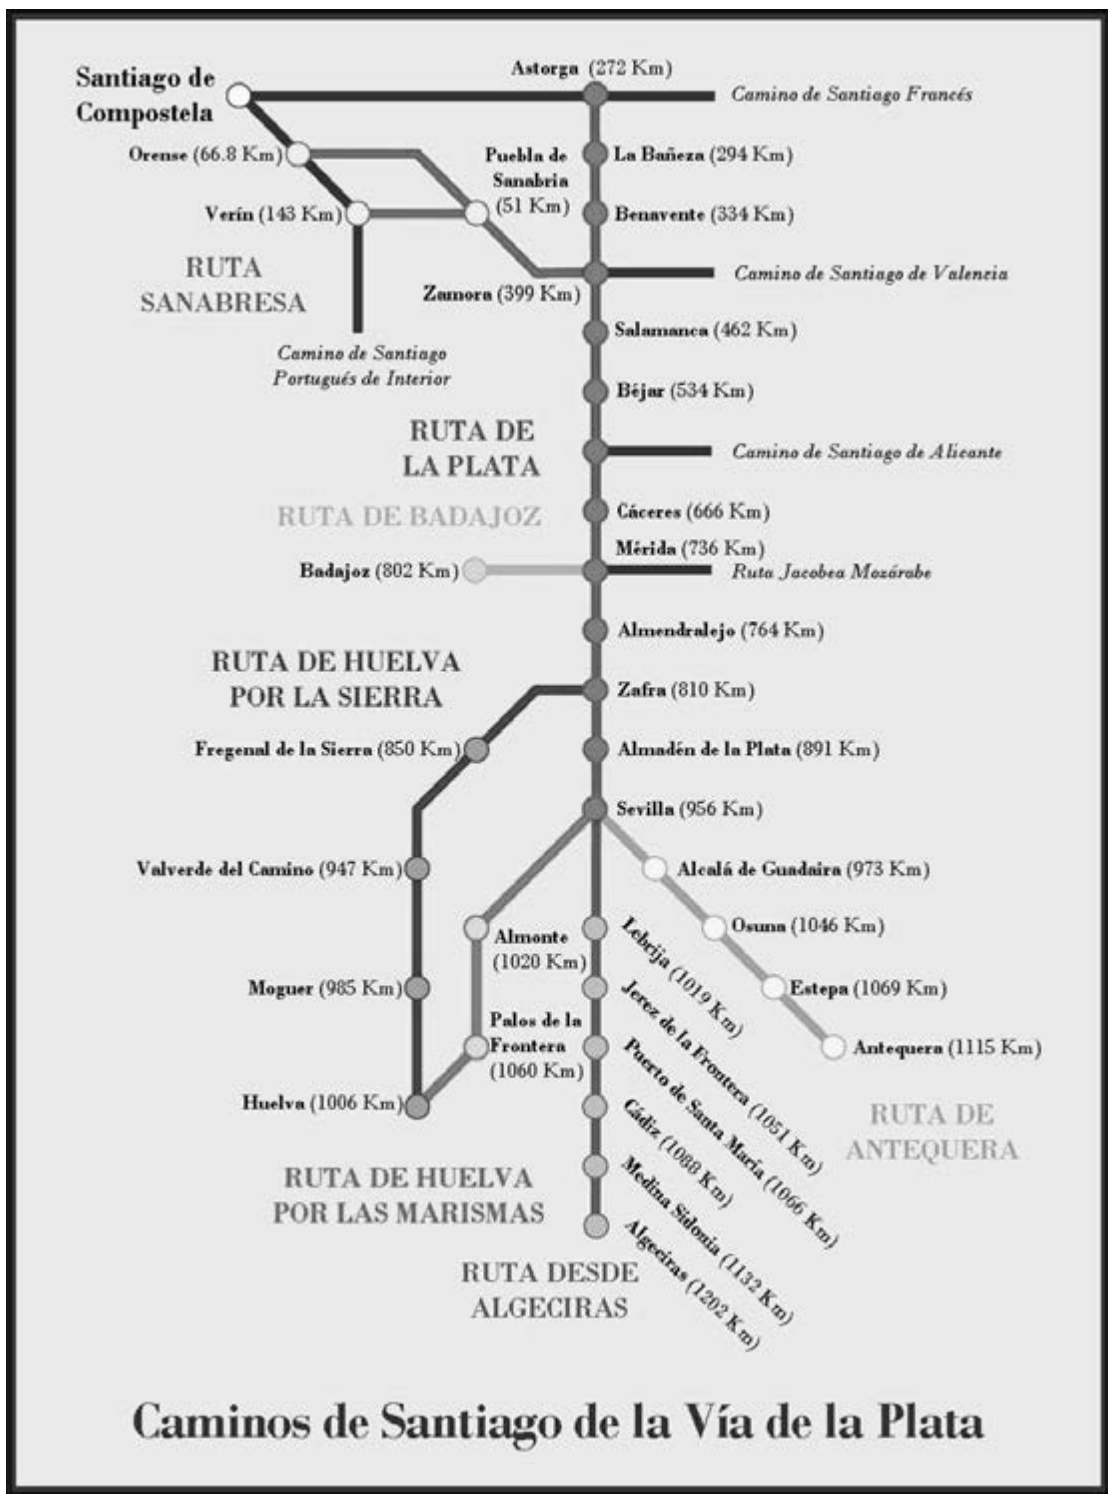 Astorga (272 Km)
Santiago de
Compostela
Camino de Santiago Francés
Orense (66.8 Km)
Puebla de
Sanabria
(51 Km)
La Bañeza (294 Km)
Verín (143 Km)
Benavente (334 Km)
RUTA
SANABRESA
Camino de Santiago de Valencia
Zamora (399 Km)
Salamanca (462 Km)
Camino de Santiago
Portugués de Interior
Béjar (534 Km)
RUTA DE
LA PLATA
Camino de Santiago de Alicante
RUTA DE BADAJOZ
Cáceres (666 Km)
Mérida (736 Km)
Badajoz (802 Km)
Ruta Jacobea Mozárabe
Almendralejo (764 Km)
RUTA DE HUELVA
POR LA SIERRA
Zafra (810 Km)
Fregenal de la Sierra (850 Km)
Almadén de la Plata (891 Km)
Sevilla (956 Km)
Valverde del Camino (947 Km)
Alcalá de Guadaira (973 Km)
Almonte
(1020 Km)
Lebrija (1019 Km)
Osuna (1046 Km)
Moguer (985 Km)
Jerez de la Frontera (1051 Km)
Estepa (1069 Km)
Palos de la
Frontera
(1060 Km)
Puerto de Santa María (1066 Km)
Antequera (1115 Km)
Huelva (1006 Km)
Cádiz (1088 Km)
RUTA DE
ANTEQUERA
RUTA DE HUELVA
POR LAS MARISMAS
Medina Sidonia (1132 Km)
Algeciras (1202 Km)
RUTA DESDE
ALGECIRAS
Caminos de Santiago de la Vía de la Plata